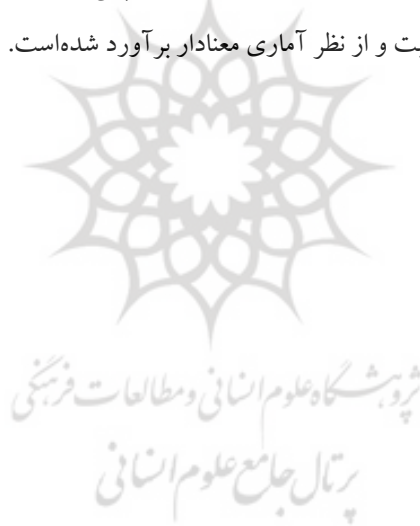 ت و از نظر آماری معنادار برآورد شده‌است.
پژوهشگاه علوم انسانی و مطالعات فرهنگی
پرتال جامع علوم انسانی